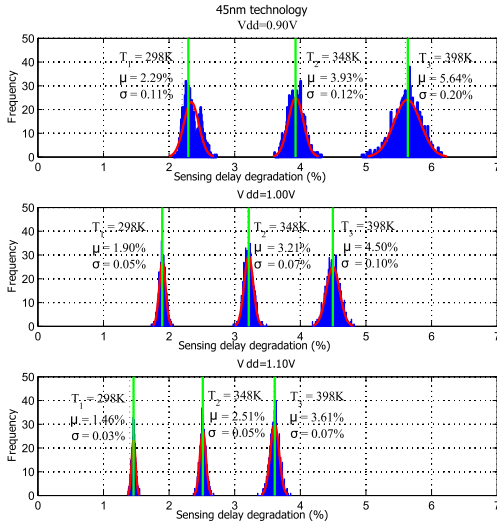 45nm technology
Vdd=0.90V
50
40
30
20
10
0
Frequency
T1 = 298K
μ = 2.29%
σ = 0.11%
T2 = 348K
μ = 3.93%
σ = 0.12%
T3 = 398K
μ = 5.64%
σ = 0.20%
0 1 2 3 4 5 6 7
Sensing delay degradation (%)
Vdd=1.00V
50
40
30
20
10
0
Frequency
T1 = 298K
μ = 1.90%
σ = 0.05%
T2 = 348K
μ = 3.21%
σ = 0.07%
T3 = 398K
μ = 4.50%
σ = 0.10%
0 1 2 3 4 5 6 7
Sensing delay degradation (%)
Vdd=1.10V
50
40
30
20
10
0
Frequency
T1 = 298K
μ = 1.46%
σ = 0.03%
T2 = 348K
μ = 2.51%
σ = 0.05%
T3 = 398K
μ = 3.61%
σ = 0.07%
0 1 2 3 4 5 6 7
Sensing delay degradation (%)